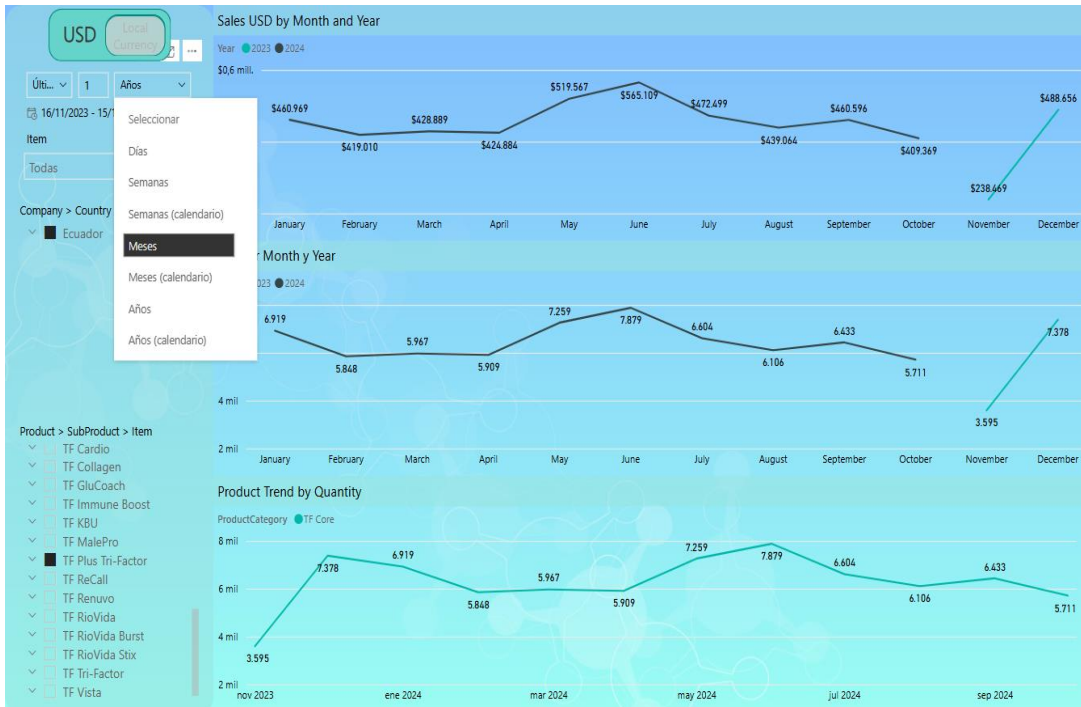 USD
Local
Currency
Últi...
1
Años
16/11/2023 - 15/1
Seleccionar
Días
Semanas
Semanas (calendario)
Meses
Meses (calendario)
Años
Años (calendario)
Item
Todas
Company > Country
Ecuador
Product > SubProduct > Item
TF Cardio
TF Collagen
TF GluCoach
TF Immune Boost
TF KBU
TF MalePro
TF Plus Tri-Factor
TF ReCall
TF Renuvo
TF RioVida
TF RioVida Burst
TF RioVida Stix
TF Tri-Factor
TF Vista
Sales USD by Month and Year
Year 2023 2024
$0,6 mill.
$460.969 $419.010 $428.889 $424.884 $519.567 $565.109 $472.499 $439.064 $460.596 $409.369 $238.469 $488.656
January February March April May June July August September October November December
r Month y Year
023 2024
6.919 5.848 5.967 5.909 7.259 7.879 6.604 6.106 6.433 5.711 3.595 7.378
4 mil
2 mil
January February March April May June July August September October November December
Product Trend by Quantity
ProductCategory TF Core
8 mil
6 mil
4 mil
2 mil
3.595 7.378 6.919 5.848 5.967 5.909 7.259 7.879 6.604 6.106 6.433 5.711
nov 2023 ene 2024 mar 2024 may 2024 jul 2024 sep 2024